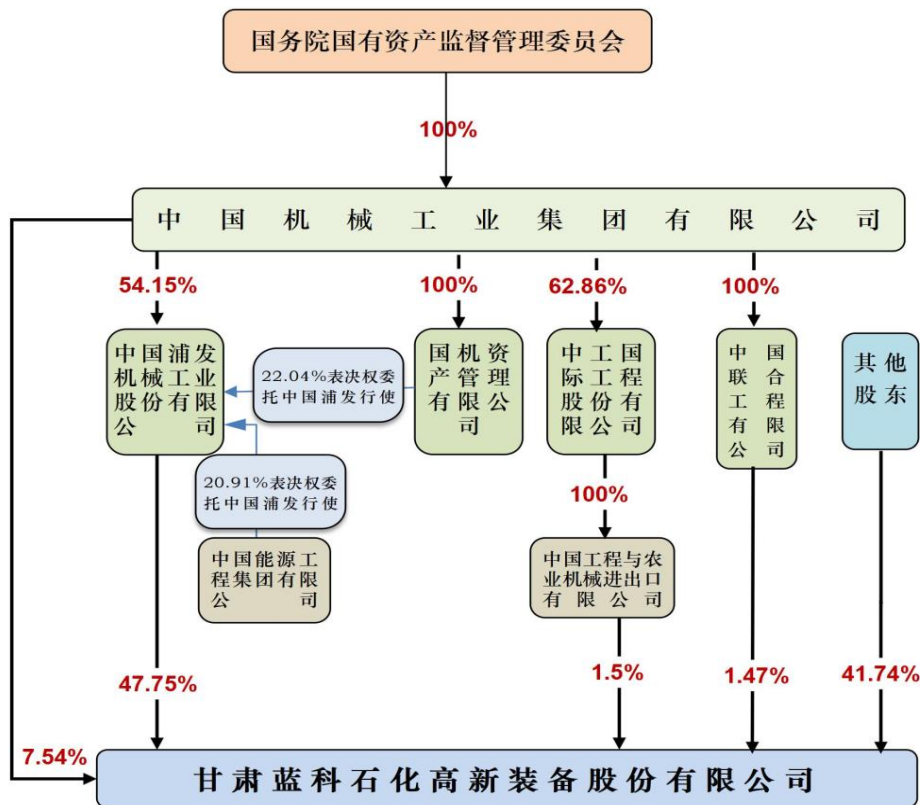 国务院国有资产监督管理委员会
100%
中国机械工业集团有限公司
54.15%
100%
62.86%
100%
中国浦发
机械工业
股份有限
公司
22.04%表决权委
托中国浦发行使
国机资
产管理
有限公
司
中工国
际工程
股份有
限公司
中国
联合
工程
有限
公司
其他
股东
20.91%表决权委
托中国浦发行使
100%
中国能源工
程集团有限
公司
中国工程与农
业机械进出口
有限公司
47.75%
1.5%
1.47%
41.74%
7.54%
甘肃蓝科石化高新装备股份有限公司